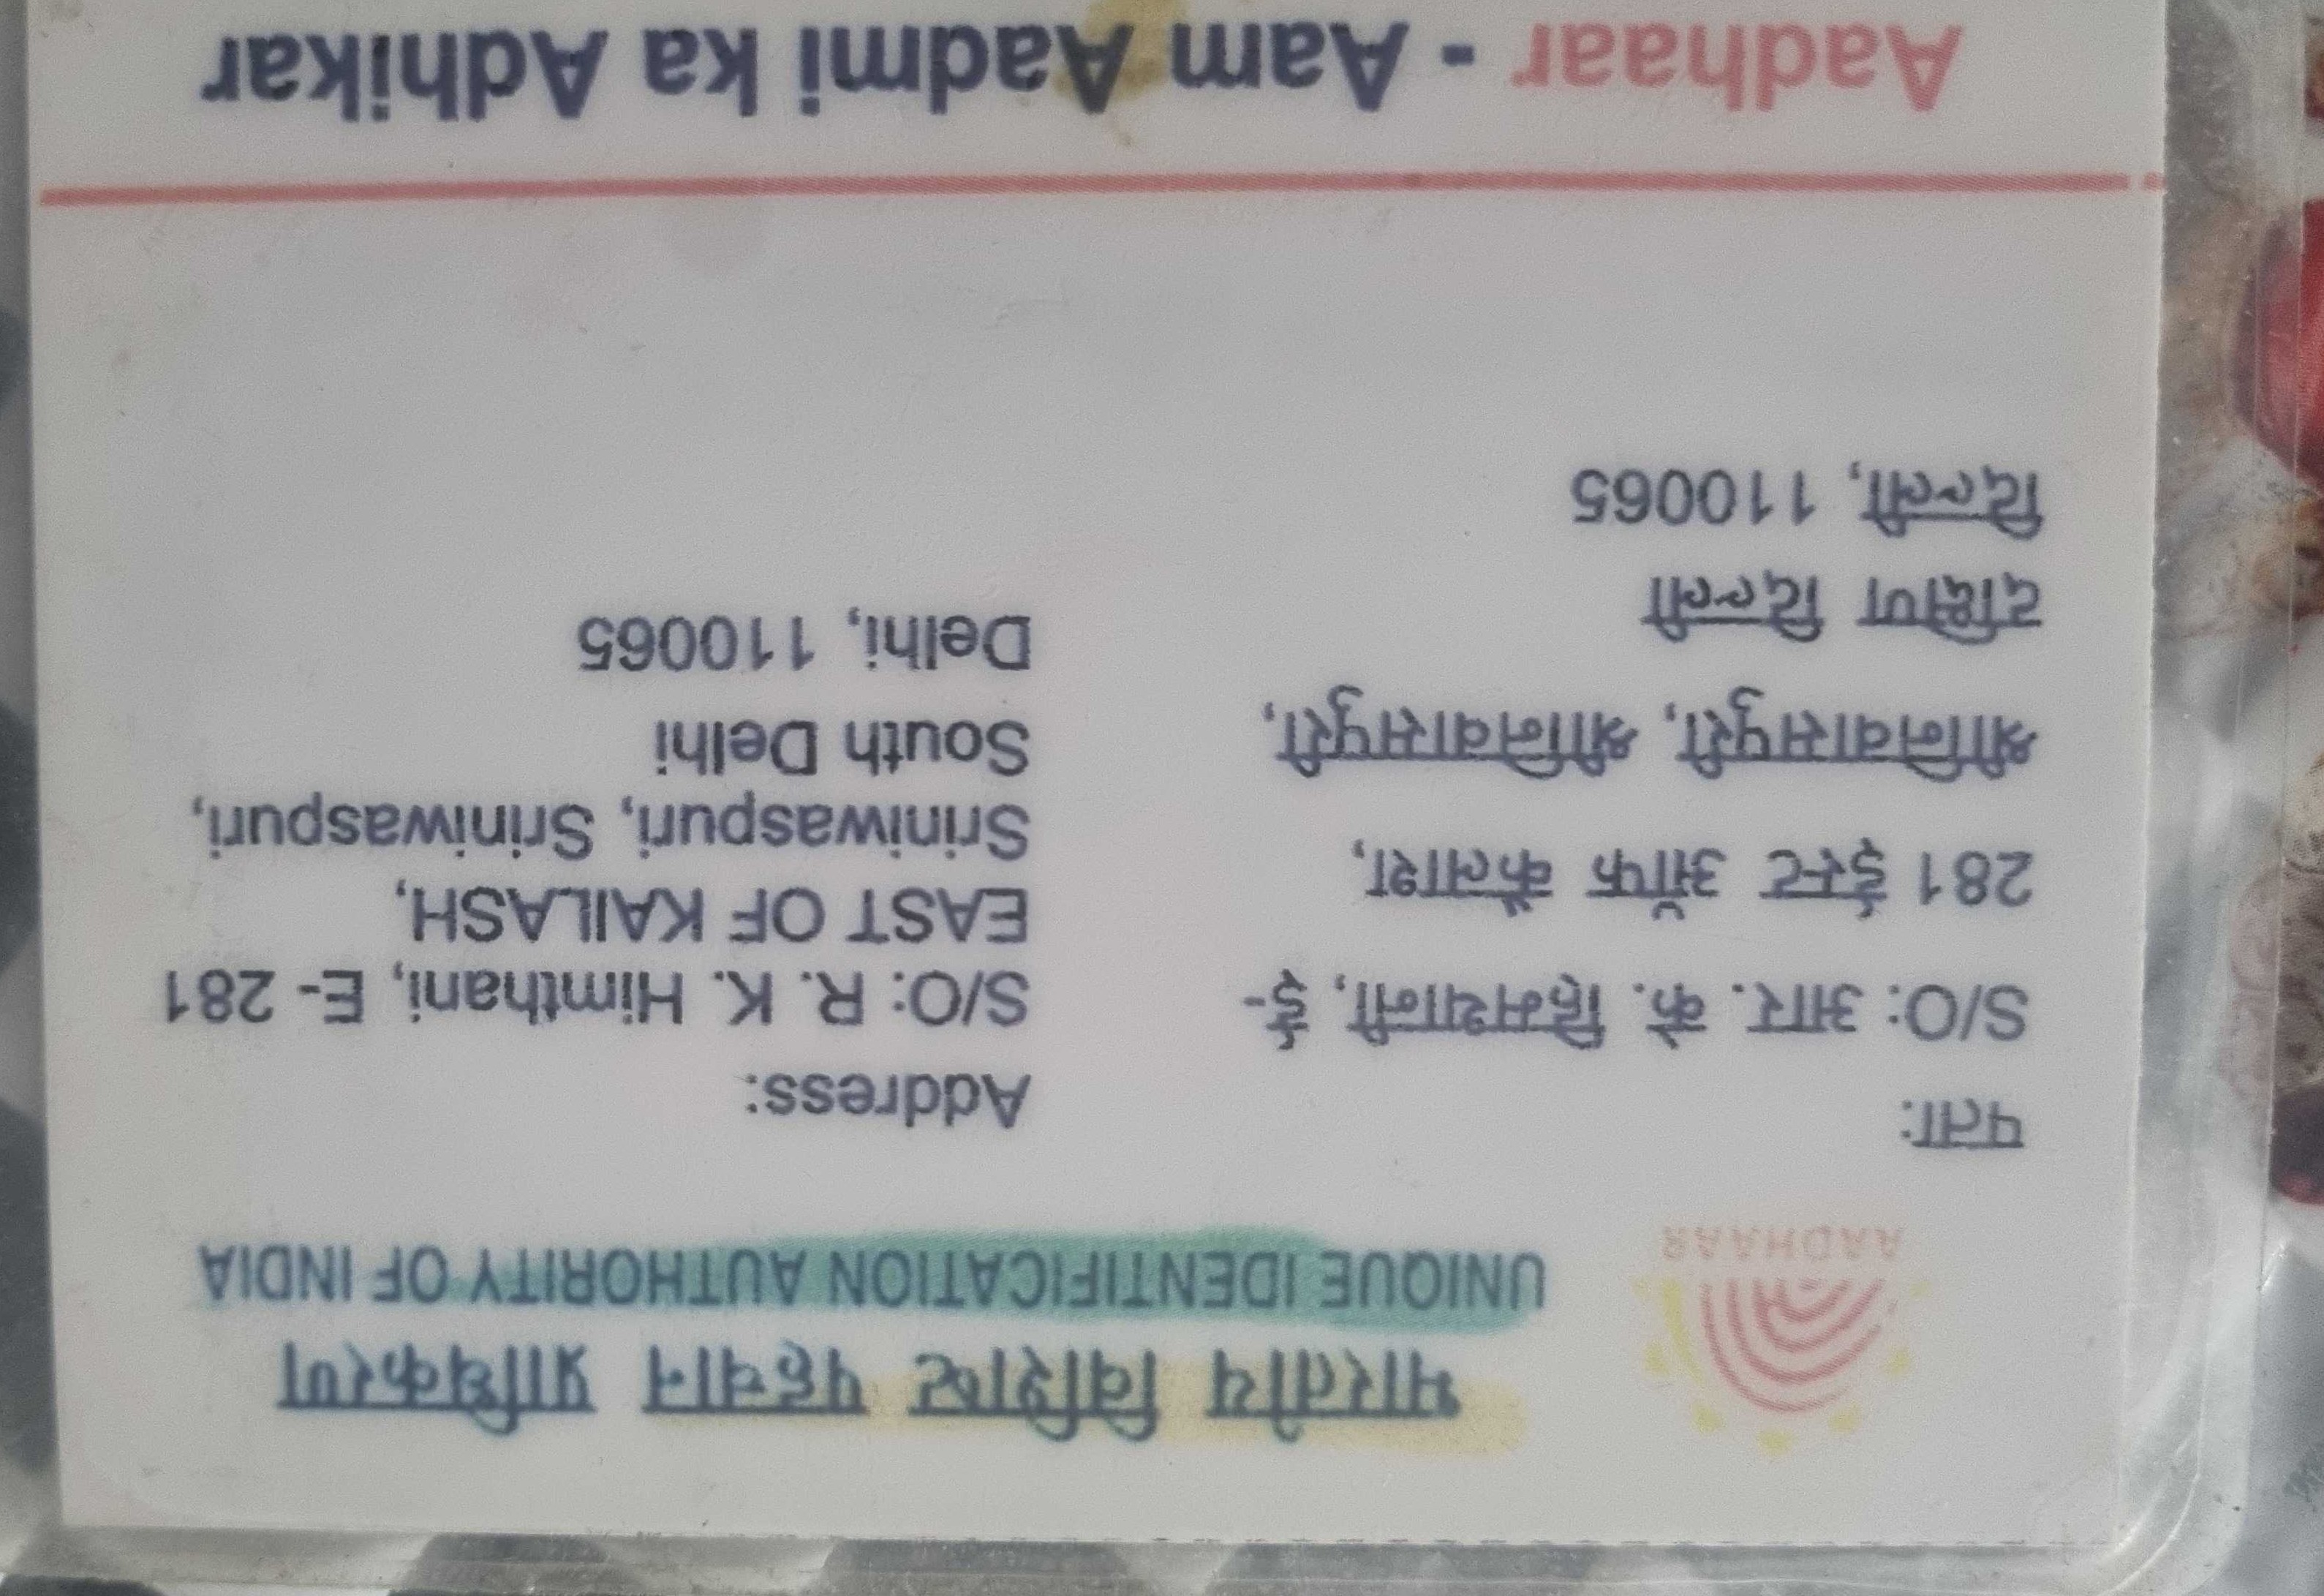 भारतीय विशिष्ट पहचान प्राधिकरण
UNIQUE IDENTIFICATION AUTHORITY OF INDIA
AADHAAR
पता:
S/O: आर. के. हिमथानी, ई-
281 ईस्ट ऑफ कैलाश,
श्रीनिवासपुरी, श्रीनिवासपुरी,
दक्षिण दिल्ली
दिल्ली, 110065
Address:
S/O: R. K. Himthani, E- 281
EAST OF KAILASH,
Sriniwaspuri, Sriniwaspuri,
South Delhi
Delhi, 110065
Aadhaar - Aam Aadmi ka Adhikar